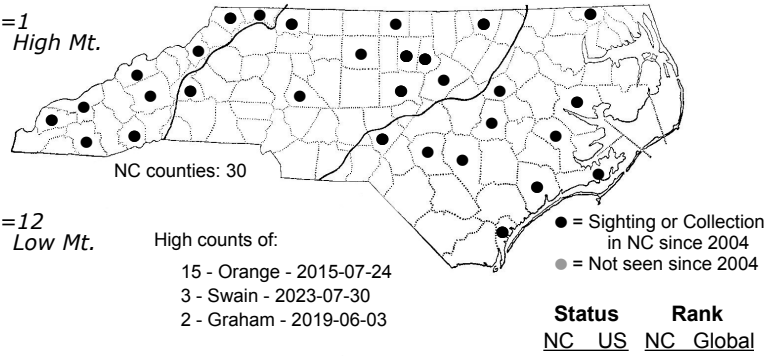 =1
High Mt.
NC counties: 30
=12
Low Mt.
High counts of:
15 - Orange - 2015-07-24
3 - Swain - 2023-07-30
2 - Graham - 2019-06-03
● = Sighting or Collection
in NC since 2004
● = Not seen since 2004
Status Rank
NC US NC Global